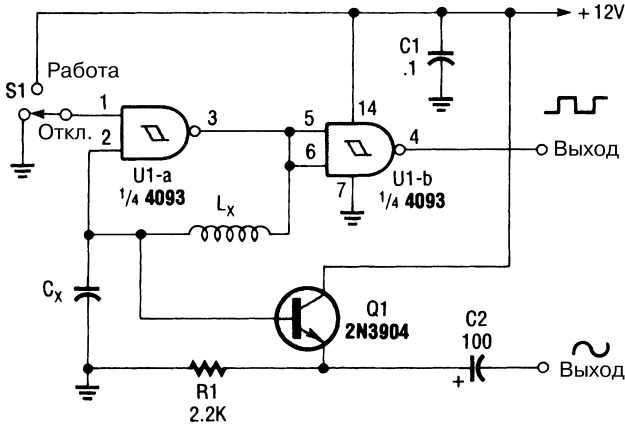 +12V
C1
.1
S1
Работа
Откл.
1
2
3
U1-a
1/4 4093
5
6
14
4
7
U1-b
1/4 4093
Выход
Lx
Cx
Q1
2N3904
R1
2.2K
C2
100
+
Выход